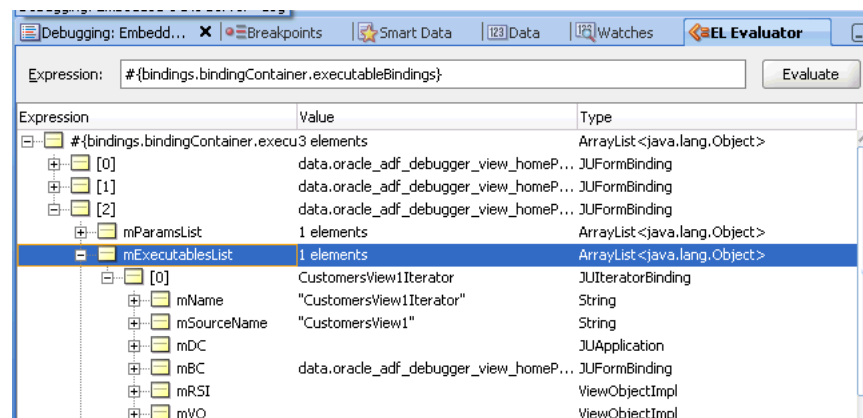 Debugging: Embedd... Breakpoints Smart Data Data Watches EL Evaluator
Expression: #{bindings.bindingContainer.executableBindings} Evaluate
Expression Value Type
#{bindings.bindingContainer.execu 3 elements ArrayList<java.lang.Object>
[0] data.oracle_adf_debugger_view_homeP... JUFormBinding
[1] data.oracle_adf_debugger_view_homeP... JUFormBinding
[2] data.oracle_adf_debugger_view_homeP... JUFormBinding
mParamsList 1 elements ArrayList<java.lang.Object>
mExecutablesList 1 elements ArrayList<java.lang.Object>
[0] CustomersView1Iterator JUIteratorBinding
mName "CustomersView1Iterator" String
mSourceName "CustomersView1" String
mDC JUApplication
mBC data.oracle_adf_debugger_view_homeP... JUFormBinding
mRSI ViewObjectImpl
mVO ViewObjectImpl